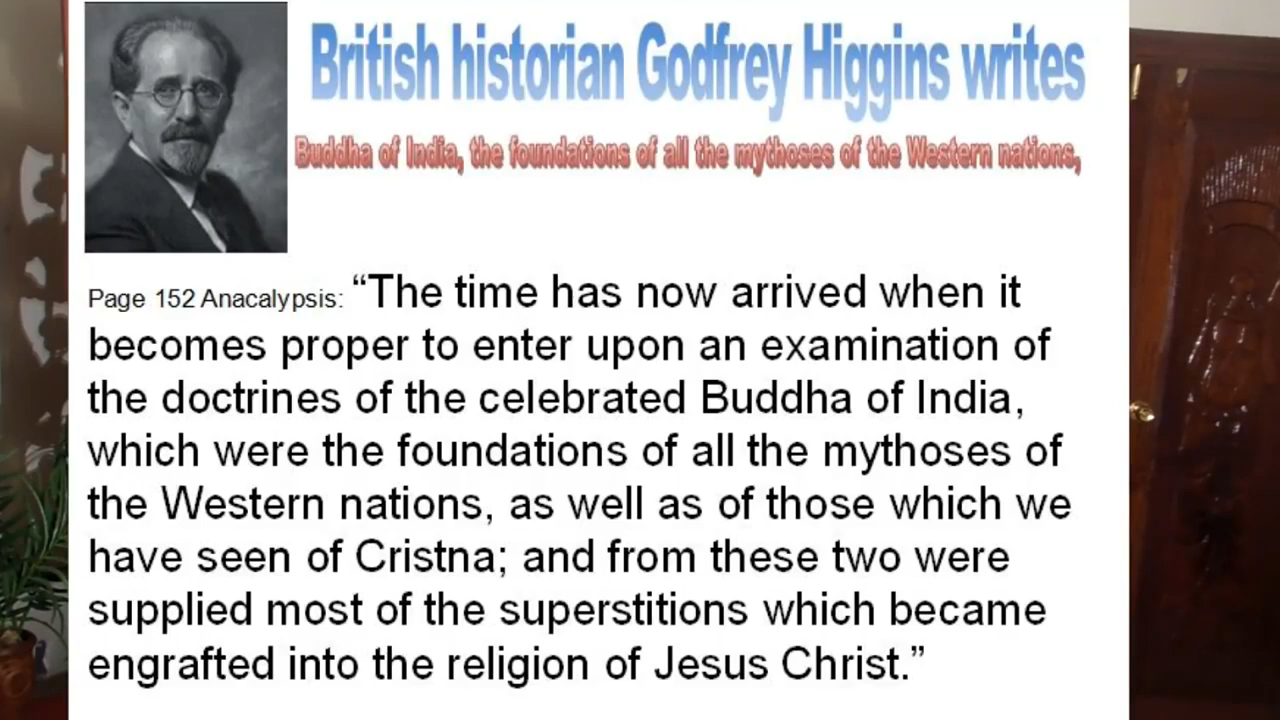 British historian Godfrey Higgins writes
Buddha of India, the foundations of all the mythoses of the Western nations,
Page 152 Anacalypsis: “The time has now arrived when it
becomes proper to enter upon an examination of
the doctrines of the celebrated Buddha of India,
which were the foundations of all the mythoses of
the Western nations, as well as of those which we
have seen of Cristna; and from these two were
supplied most of the superstitions which became
engrafted into the religion of Jesus Christ.”